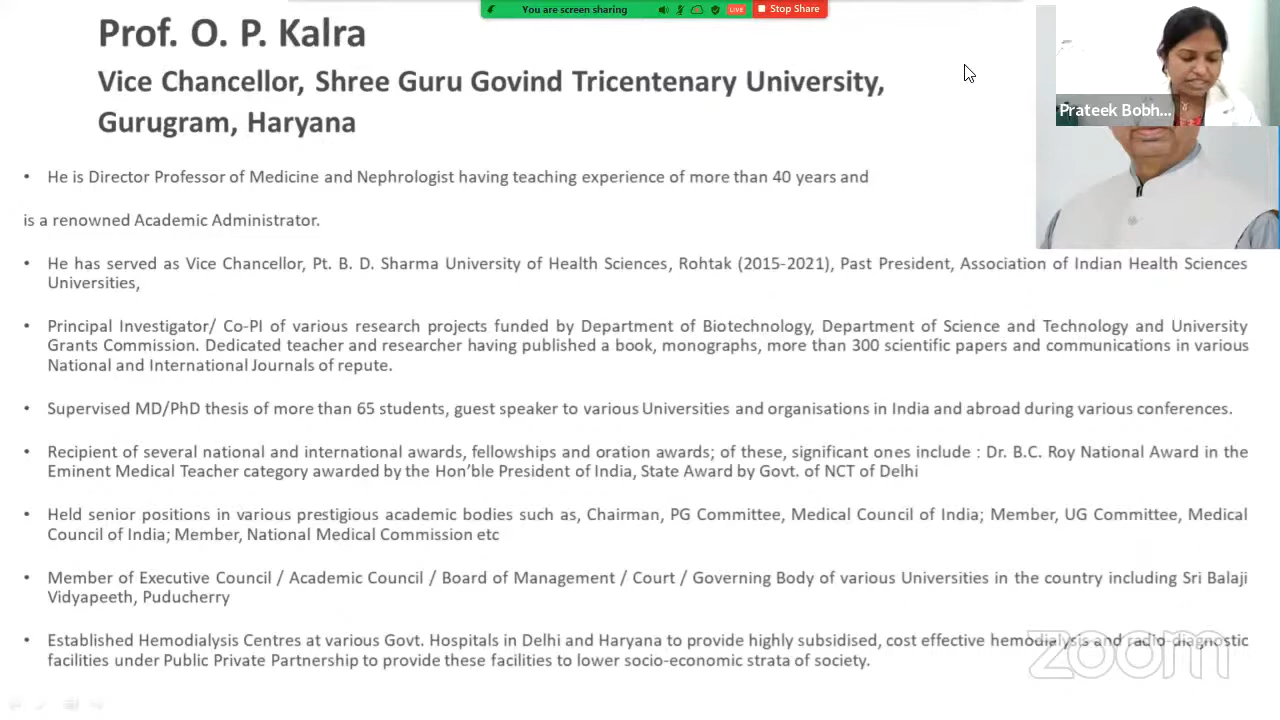 You are screen sharing
LIVE
Stop Share
Prof. O. P. Kalra
Vice Chancellor, Shree Guru Govind Tricentenary University,
Gurugram, Haryana
Prateek Bobh...
• He is Director Professor of Medicine and Nephrologist having teaching experience of more than 40 years and
is a renowned Academic Administrator.
• He has served as Vice Chancellor, Pt. B. D. Sharma University of Health Sciences, Rohtak (2015-2021), Past President, Association of Indian Health Sciences
Universities,
• Principal Investigator/ Co-PI of various research projects funded by Department of Biotechnology, Department of Science and Technology and University
Grants Commission. Dedicated teacher and researcher having published a book, monographs, more than 300 scientific papers and communications in various
National and International Journals of repute.
• Supervised MD/PhD thesis of more than 65 students, guest speaker to various Universities and organisations in India and abroad during various conferences.
• Recipient of several national and international awards, fellowships and oration awards; of these, significant ones include : Dr. B.C. Roy National Award in the
Eminent Medical Teacher category awarded by the Hon’ble President of India, State Award by Govt. of NCT of Delhi
• Held senior positions in various prestigious academic bodies such as, Chairman, PG Committee, Medical Council of India; Member, UG Committee, Medical
Council of India; Member, National Medical Commission etc
• Member of Executive Council / Academic Council / Board of Management / Court / Governing Body of various Universities in the country including Sri Balaji
Vidyapeeth, Puducherry
• Established Hemodialysis Centres at various Govt. Hospitals in Delhi and Haryana to provide highly subsidised, cost effective hemodialysis and radio-diagnostic
facilities under Public Private Partnership to provide these facilities to lower socio-economic strata of society.
zoom